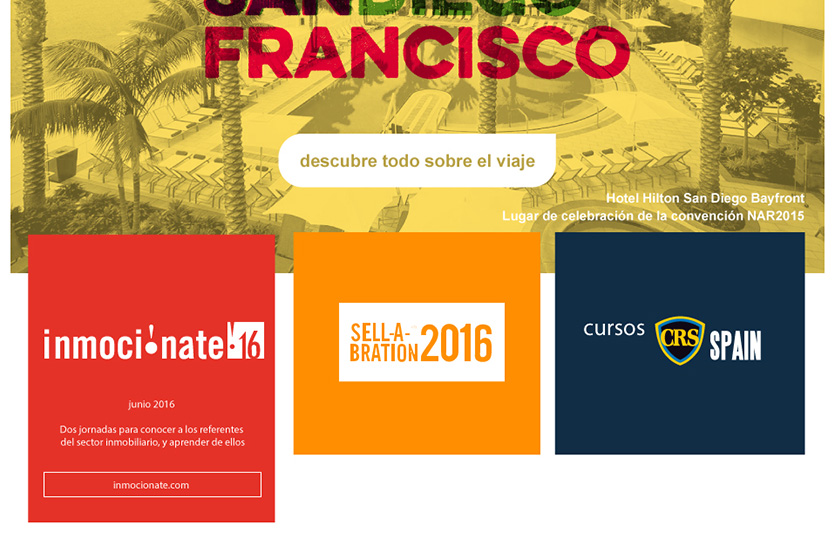 SANDIEGO
FRANCISCO
descubre todo sobre el viaje
Hotel Hilton San Diego Bayfront
Lugar de celebración de la convención NAR2015
inmoci!nate!16
junio 2016
Dos jornadas para conocer a los referentes
del sector inmobiliario, y aprender de ellos
inmocionate.com
SELL-A-
BRATION 2016
cursos CRS SPAIN